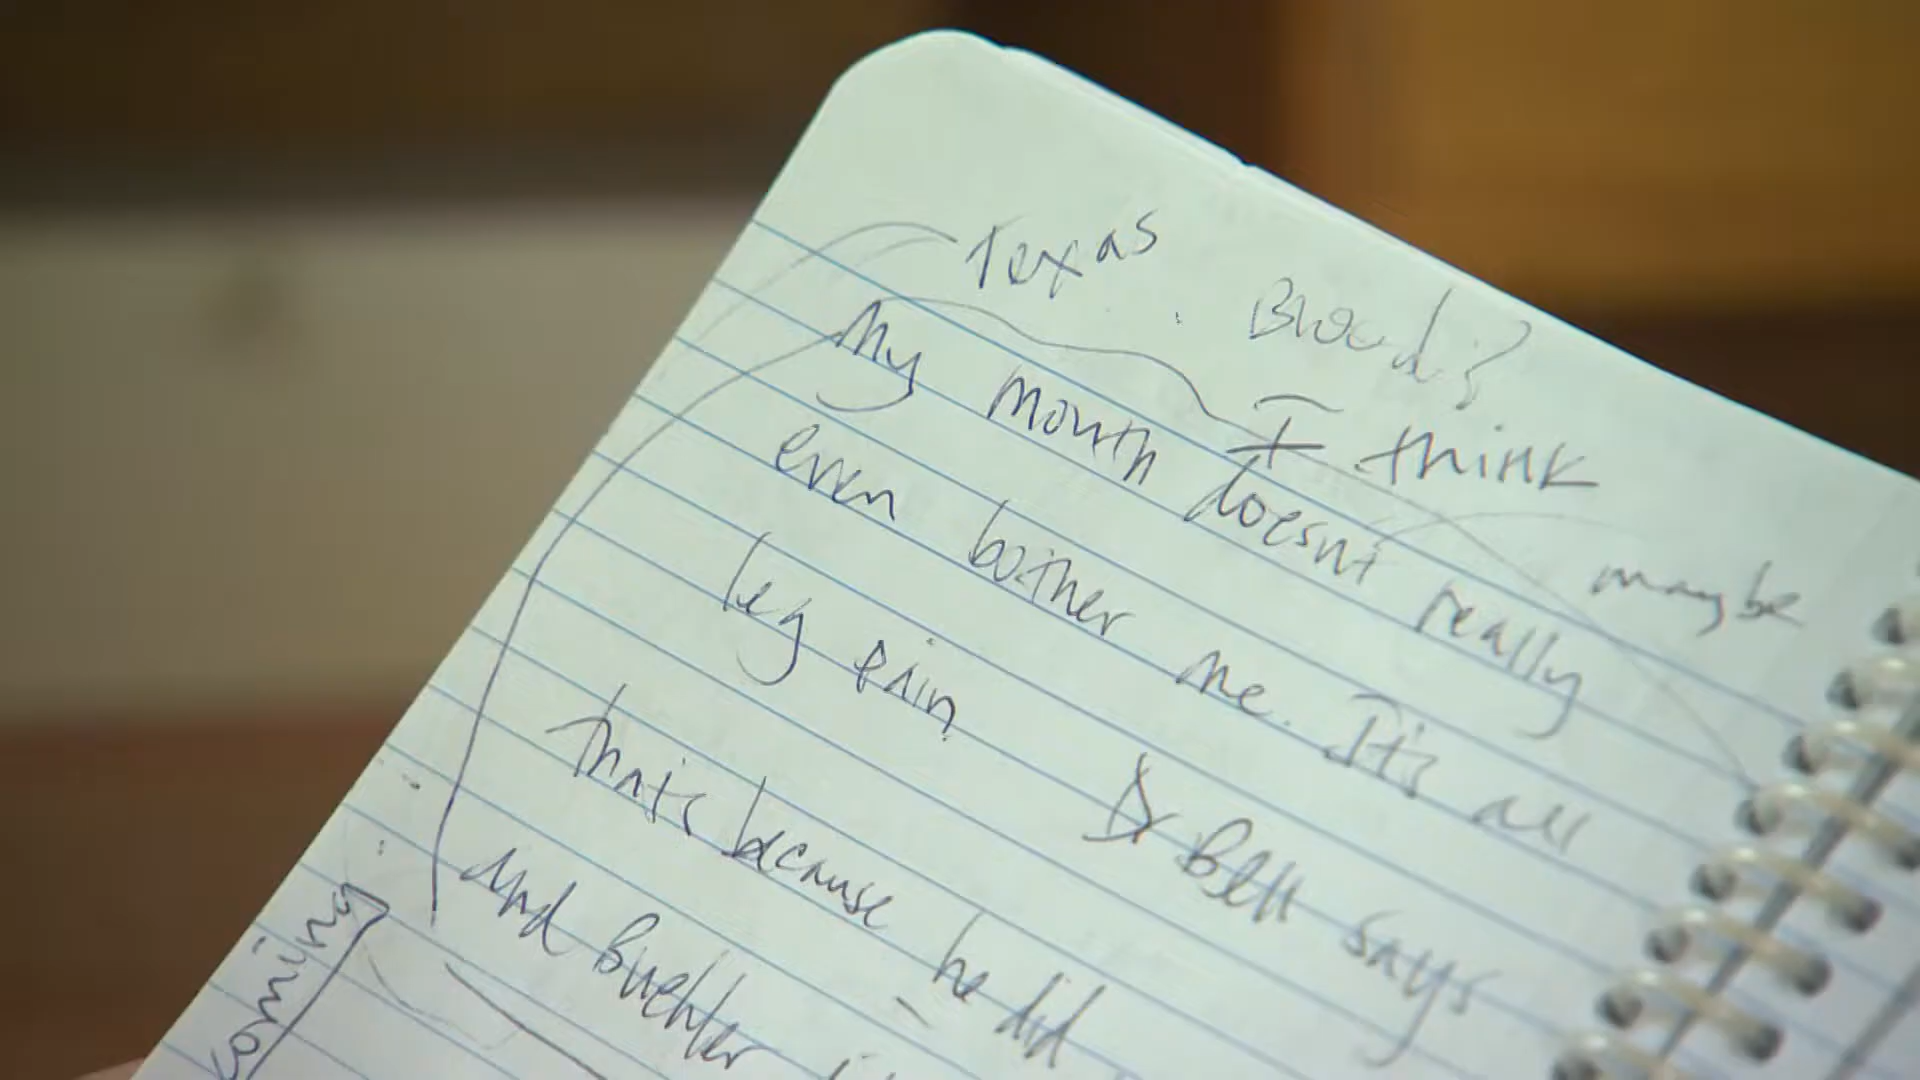 Texas
Blood?
I think maybe
My mouth doesnt really
even bother me. It's all
leg pain
Dr Bell says
that's because he did
and Buehler
coming